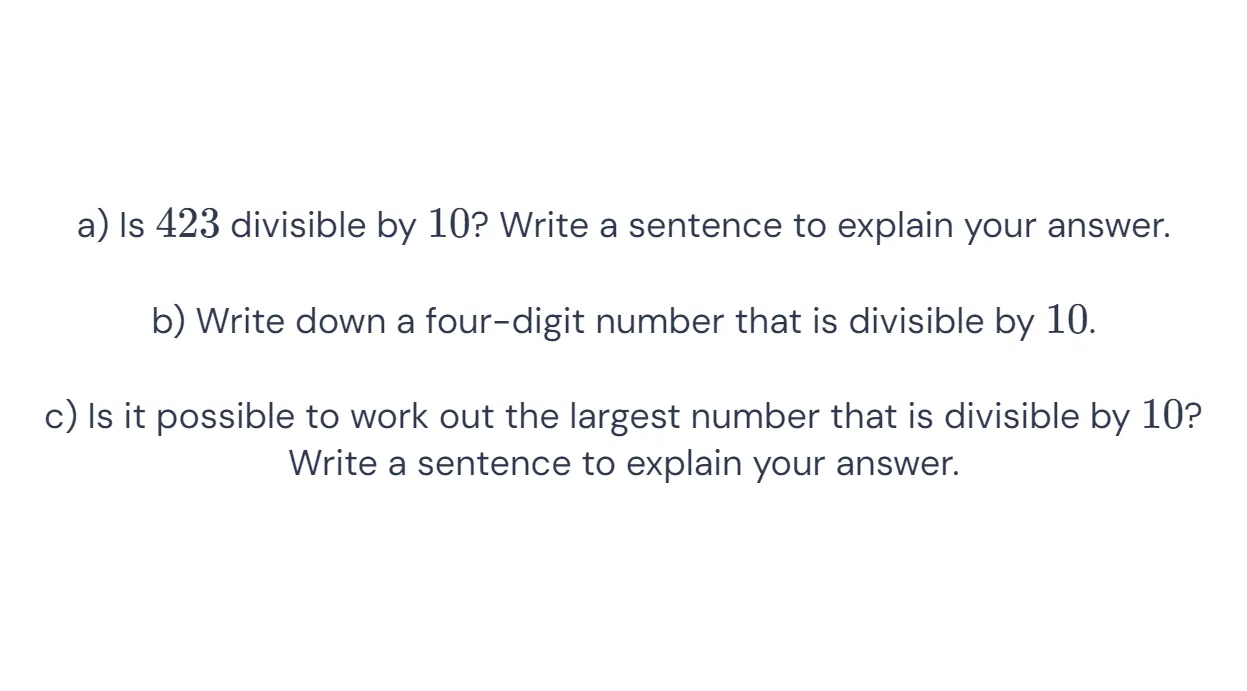 a) Is 423 divisible by 10? Write a sentence to explain your answer.
b) Write down a four-digit number that is divisible by 10.
c) Is it possible to work out the largest number that is divisible by 10?
Write a sentence to explain your answer.